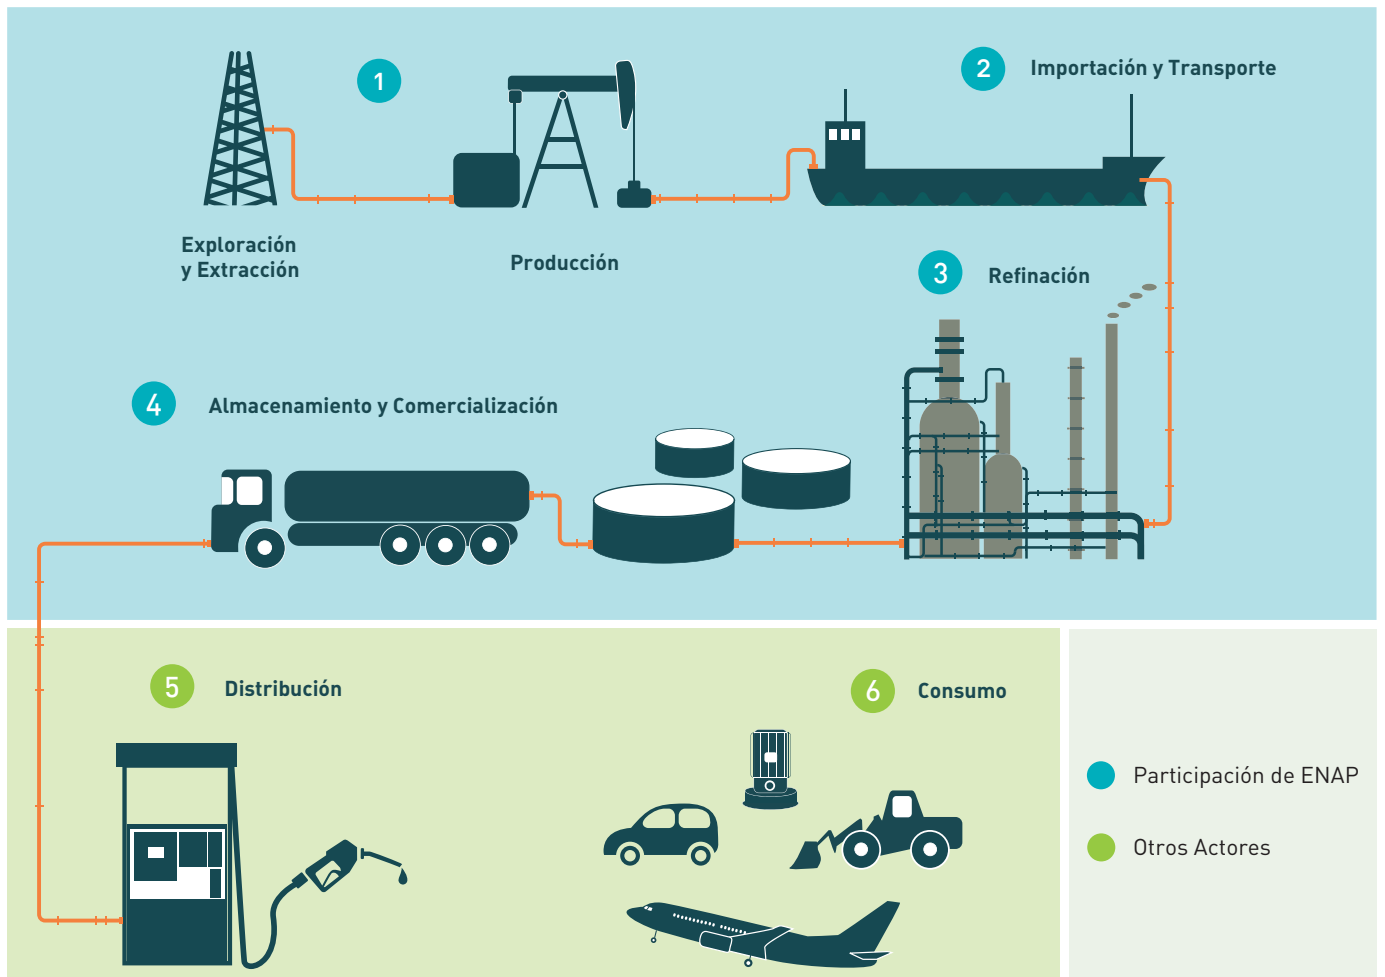 1
2
Importación y Transporte
Exploración
y Extracción
Producción
3
Refinación
4
Almacenamiento y Comercialización
5
Distribución
6
Consumo
Participación de ENAP
Otros Actores